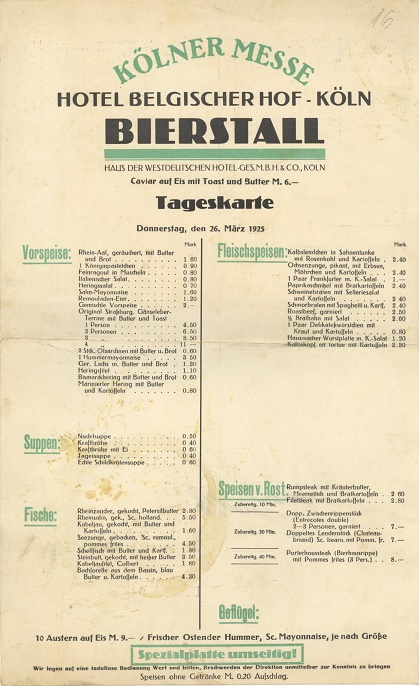 16
KÖLNER MESSE
HOTEL BELGISCHER HOF - KÖLN
BIERSTALL
HAUS DER WESTDEUTSCHEN HOTEL-GES.M.B.H.& CO., KÖLN
Caviar auf Eis mit Toast und Butter M. 6.—
Tageskarte
Donnerstag, den 26. März 1925
Vorspeise:
Mark
Rhein-Aal, geräuchert, mit Butter
und Brot . . 1.60
1 Königinpastetchen . . 0 90
Feinragout in Muscheln . . 0.80
Italienischer Salat . . 0.80
Heringssalat . . 0 70
Salm-Mayonnaise . . 1.60
Remouladen-Eier . . 1.20
Gemischte Vorspeise . . 2.-
Original Straßburg. Gänseleber-
Terrine mit Butter und Toast
1 Person . . 4.50
2 Personen . . 6.50
3 . . 8.50
4 . . 11 —
2 Stk. Ölsardinen mit Butter u. Brot 0.60
1 Hummermayonnaise . . 3 50
Ger. Lachs m. Butter und Brot . 1.80
Heringsfilet . . 1.10
Bismarckhering mit Butter und Brot 0.60
Marinierter Hering mit Butter
und Kartoffeln . . 0.80
Suppen:
Nudelsuppe . . 0.50
Kraftbrühe . . 0 40
Kraftbrühe mit Ei . . 0 60
Tagessuppe . . 0 40
Echte Schildkrötensuppe . . 0 60
Fische:
Rheinzander, gekocht, Petersilbutter 2.80
Rheinsalm, gek., Sc. holland. . 5.00
Kabeljau, gekocht, mit Butter und
Kartoffeln . . 1.60
Seezunge, gebacken, Sc. remoul.,
pommes frites . . 4.50
Schellfisch mit Butter und Kartf. 1.80
Steinbutt, gekocht, mit heißer Butter 3.50
Kabeljaufilet, Colbert . . 1.80
Bachforelle aus dem Bassin, blau
Butter u. Kartoffeln . . 4.30
Fleischspeisen:
Mark
Kalbslendchen in Sahnentunke
mit Rosenkohl und Kartoffeln . 2.40
Ochsenzunge, pikant, mit Erbsen,
Möhrchen und Kartoffeln . . 2.40
1 Paar Frankfurter m. K.-Salat . 1.—
Paprikaschnitzel mit Bratkartoffeln 2.40
Schweinebraten mit Selleriesalat
und Kartoffeln . . 2.40
Schmorbraten mit Spaghetti u. Kartf. 2.40
Roastbeef, garniert . . 2.50
½ Brathahn mit Salat . . 2.60
1 Paar Delikateßwürstchen mit
Kraut und Kartoffeln . . 0.80
Hausmacher Wurstplatte m. K.-Salat 1.20
Kalbskopf en tortue mit Kartoffeln 2.50
Speisen v. Rost
Zubereitg. 10 Min.
Rumpsteak mit Kräuterbutter,
Meerrettich und Bratkartoffeln . 2 60
Filetsteak mit Bratkartoffeln . 2.80
Zubereitg. 30 Min.
Dopp. Zwischenrippenstück
(Entrecotes double)
2—3 Personen, garniert . . 7.—
Doppeltes Lendenstück (Chateau-
briand) Sc. bearn. mit Pomm. fr. 7.—
Zubereitg. 40 Min.
Porterhousesteak (Bierhausrippe)
mit Pommes frites (3 Pers.) . . 8.—
Geflügel:
10 Austern auf Eis M. 9.— / Frischer Ostender Hummer, Sc. Mayonnaise, je nach Größe
Spezialplatte umseitig!
Wir legen auf eine tadellose Bedienung Wert und bitten, Beschwerden der Direktion unmittelbar zur Kenntnis zu bringen
Speisen ohne Getränke M. 0.20 Aufschlag.